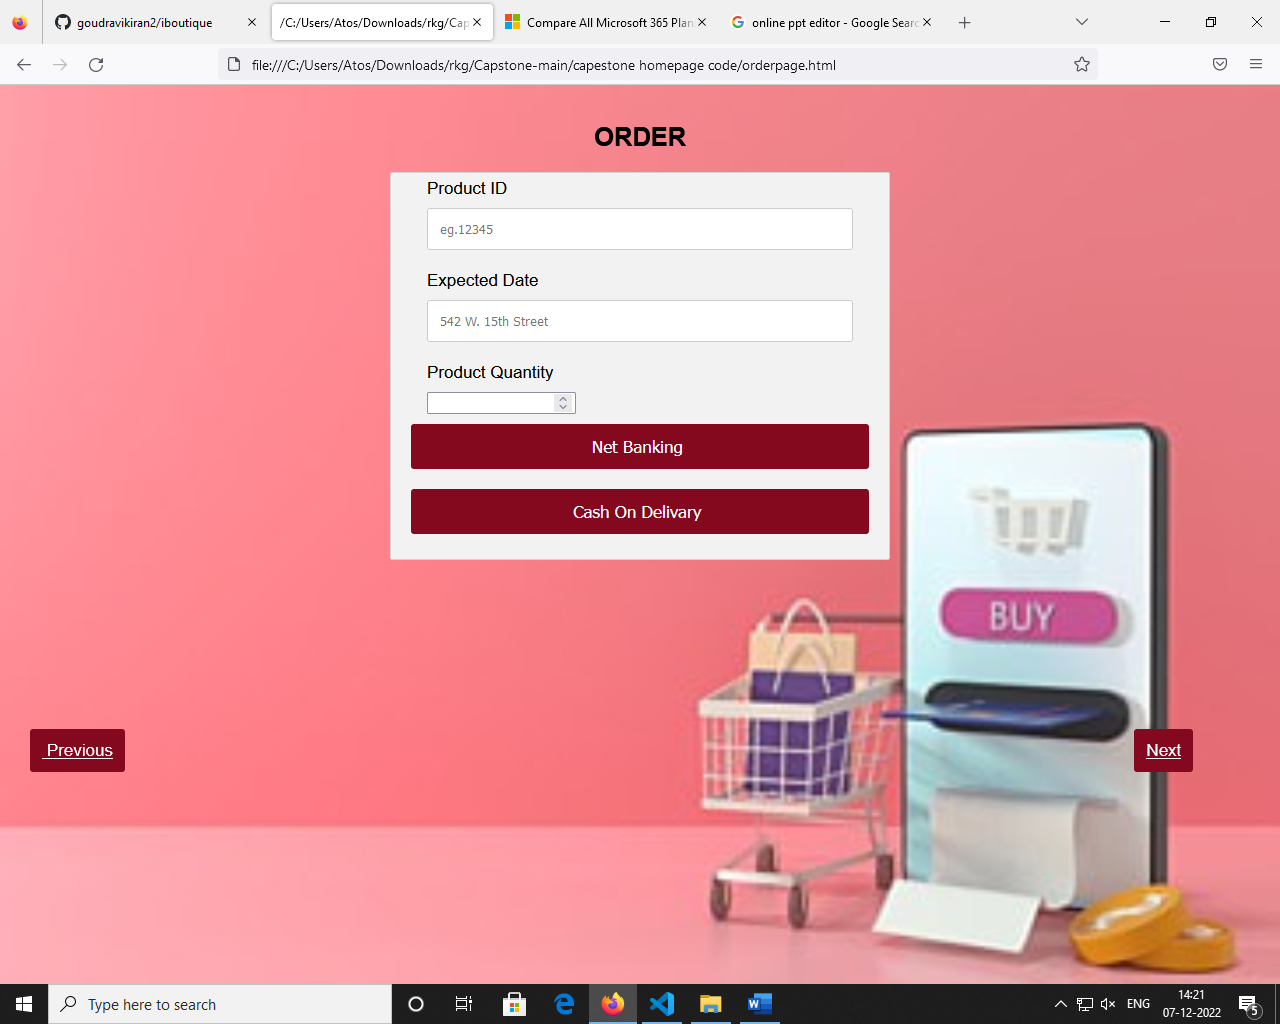 goudravikiran2/iboutique
/C:/Users/Atos/Downloads/rkg/Cap
Compare All Microsoft 365 Plan
online ppt editor - Google Searc
file:///C:/Users/Atos/Downloads/rkg/Capstone-main/capestone homepage code/orderpage.html
ORDER
Product ID
eg.12345
Expected Date
542 W. 15th Street
Product Quantity
Net Banking
Cash On Delivary
BUY
Previous
Next
Type here to search
ENG
14:21
07-12-2022
5